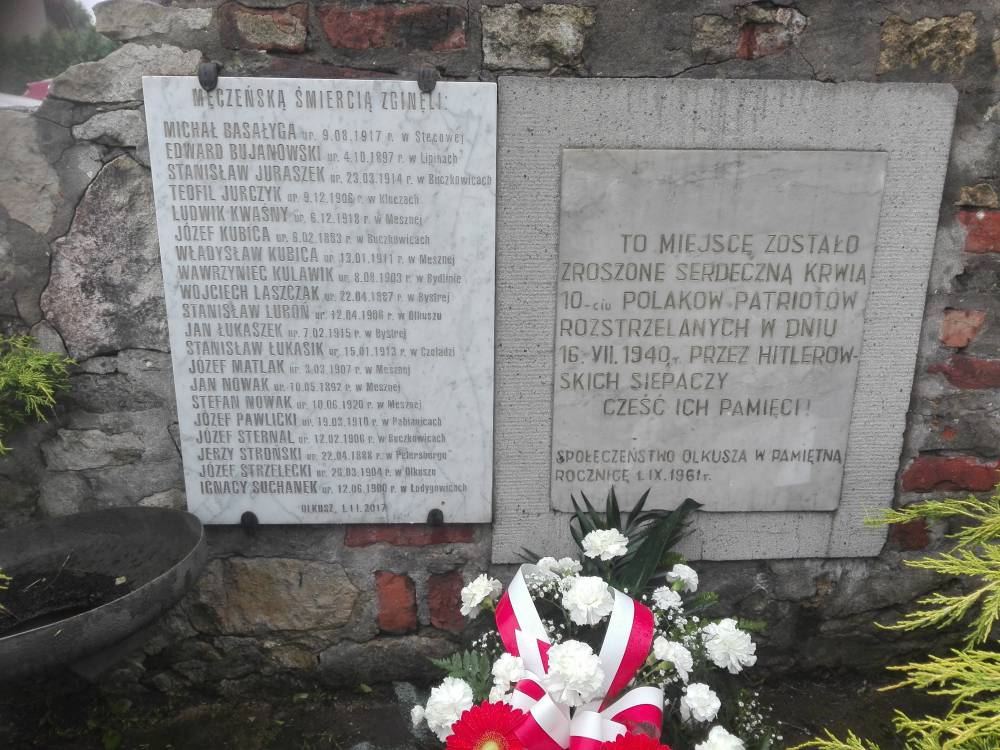 MĘCZEŃSKĄ ŚMIERCIĄ ZGINĘLI:
MICHAŁ BASAŁYGA ur. 9.08.1917 r. w Stecowej
EDWARD BUJANOWSKI ur. 4.10.1897 r. w Lipinach
STANISŁAW JURASZEK ur. 23.03.1914 r. w Buczkowicach
TEOFIL JURCZYK ur. 9.12.1906 r. w Kluczach
LUDWIK KWAŚNY ur. 6.12.1918 r. w Mesznej
JÓZEF KUBICA ur. 6.02.1883 r. w Buczkowicach
WŁADYSŁAW KUBICA ur. 13.01.1911 r. w Mesznej
WAWRZYNIEC KULAWIK ur. 8.08.1903 r. w Bydlinie
WOJCIECH LASZCZAK ur. 22.04.1887 r. w Bystrej
STANISŁAW LUPOŃ ur. 12.04.1908 r. w Olkuszu
JAN ŁUKASZEK ur. 7.02.1915 r. w Bystrej
STANISŁAW ŁUKASIK ur. 15.01.1913 r. w Czeladzi
JÓZEF MATLAK ur. 3.03.1907 r. w Mesznej
JAN NOWAK ur. 10.05.1892 r. w Mesznej
STEFAN NOWAK ur. 10.06.1920 r. w Mesznej
JÓZEF PAWLICKI ur. 19.03.1910 r. w Pabianicach
JÓZEF STERNAL ur. 12.02.1906 r. w Buczkowicach
JERZY STROŃSKI ur. 22.04.1888 r. w Petersburgu
JÓZEF STRZELECKI ur. 26.03.1904 r. w Olkuszu
IGNACY SUCHANEK ur. 12.06.1900 r. w Łodygowicach
OLKUSZ, 1.11.2017
TO MIEJSCĘ ZOSTAŁO
ZROSZONE SERDECZNĄ KRWIĄ
10-CIU POLAKÓW PATRIOTÓW
ROZSTRZELANYCH W DNIU
16.VII.1940 r. PRZEZ HITLEROW-
SKICH SIEPACZY
CZEŚĆ ICH PAMIĘCI!
SPOŁECZEŃSTWO OLKUSZA W PAMIĘTNĄ
ROCZNICĘ 1.IX.1961 r.